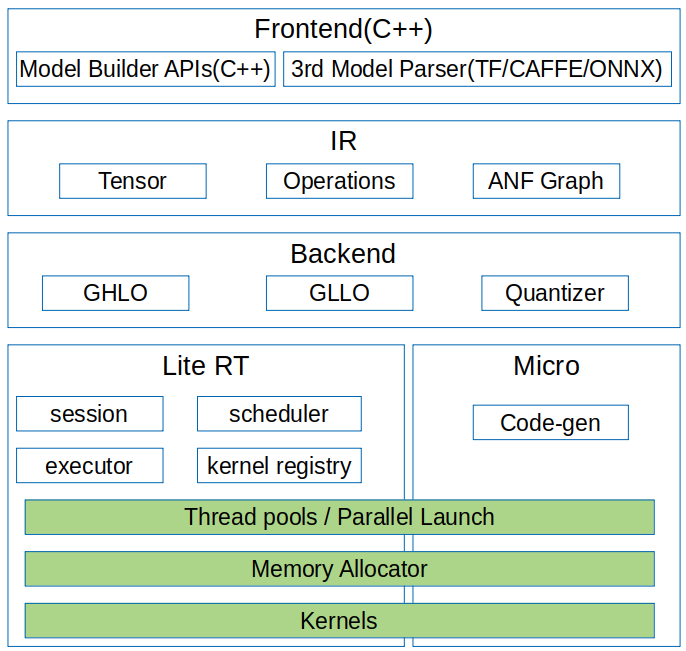 Frontend(C++)
Model Builder APIs(C++)
3rd Model Parser(TF/CAFFE/ONNX)
IR
Tensor
Operations
ANF Graph
Backend
GHLO
GLLO
Quantizer
Lite RT
session
scheduler
executor
kernel registry
Micro
Code-gen
Thread pools / Parallel Launch
Memory Allocator
Kernels